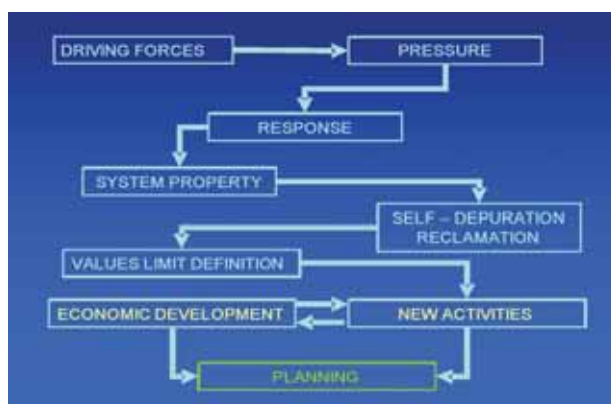 DRIVING FORCES
PRESSURE
RESPONSE
SYSTEM PROPERTY
SELF – DEPURATION
RECLAMATION
VALUES LIMIT DEFINITION
ECONOMIC DEVELOPMENT
NEW ACTIVITIES
PLANNING